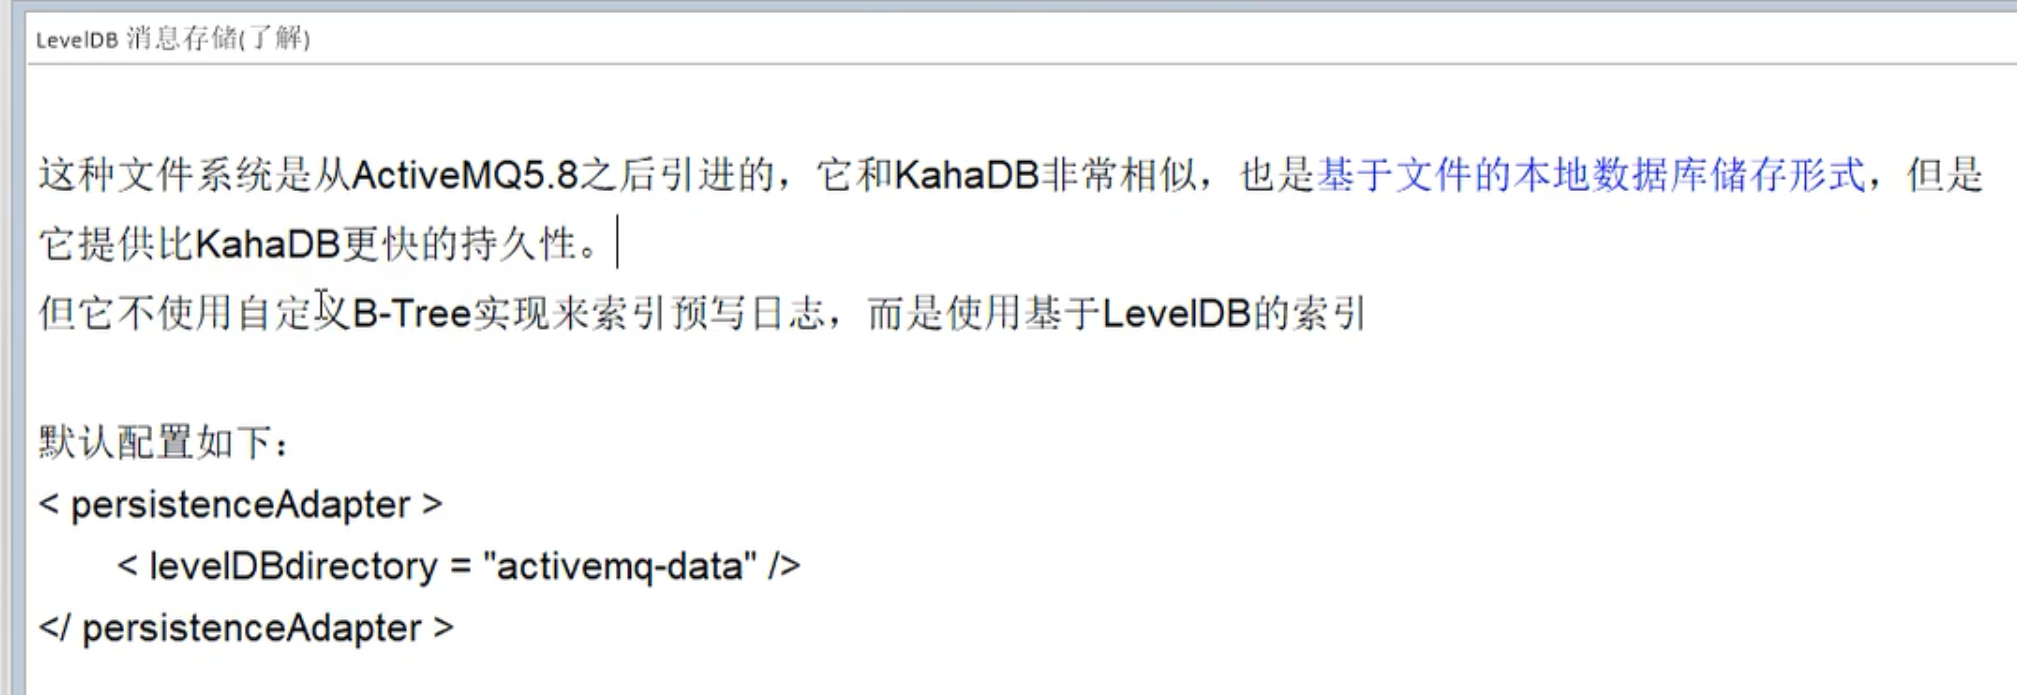 LevelDB 消息存储(了解)
这种文件系统是从ActiveMQ5.8之后引进的，它和KahaDB非常相似，也是基于文件的本地数据库储存形式，但是
它提供比KahaDB更快的持久性。
但它不使用自定义B-Tree实现来索引预写日志，而是使用基于LevelDB的索引
默认配置如下：
< persistenceAdapter >
< levelDBdirectory = "activemq-data" />
</ persistenceAdapter >